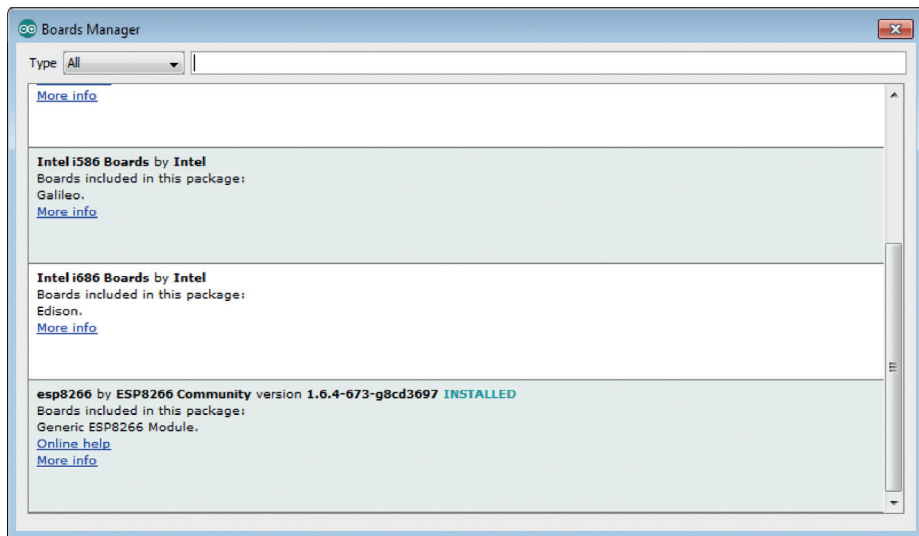 Boards Manager
Type All
More info
Intel i586 Boards by Intel
Boards included in this package:
Galileo.
More info
Intel i686 Boards by Intel
Boards included in this package:
Edison.
More info
esp8266 by ESP8266 Community version 1.6.4-673-g8cd3697 INSTALLED
Boards included in this package:
Generic ESP8266 Module.
Online help
More info